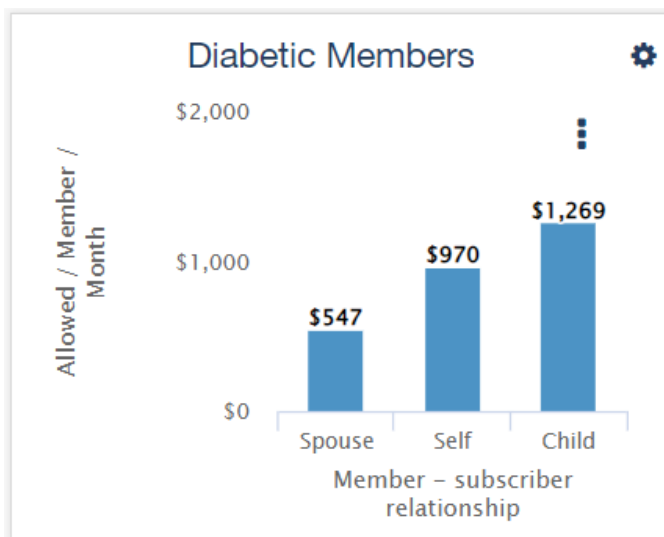 Diabetic Members
$2,000
$1,000
$0
Allowed / Member /
Month
$547
$970
$1,269
Spouse
Self
Child
Member – subscriber
relationship